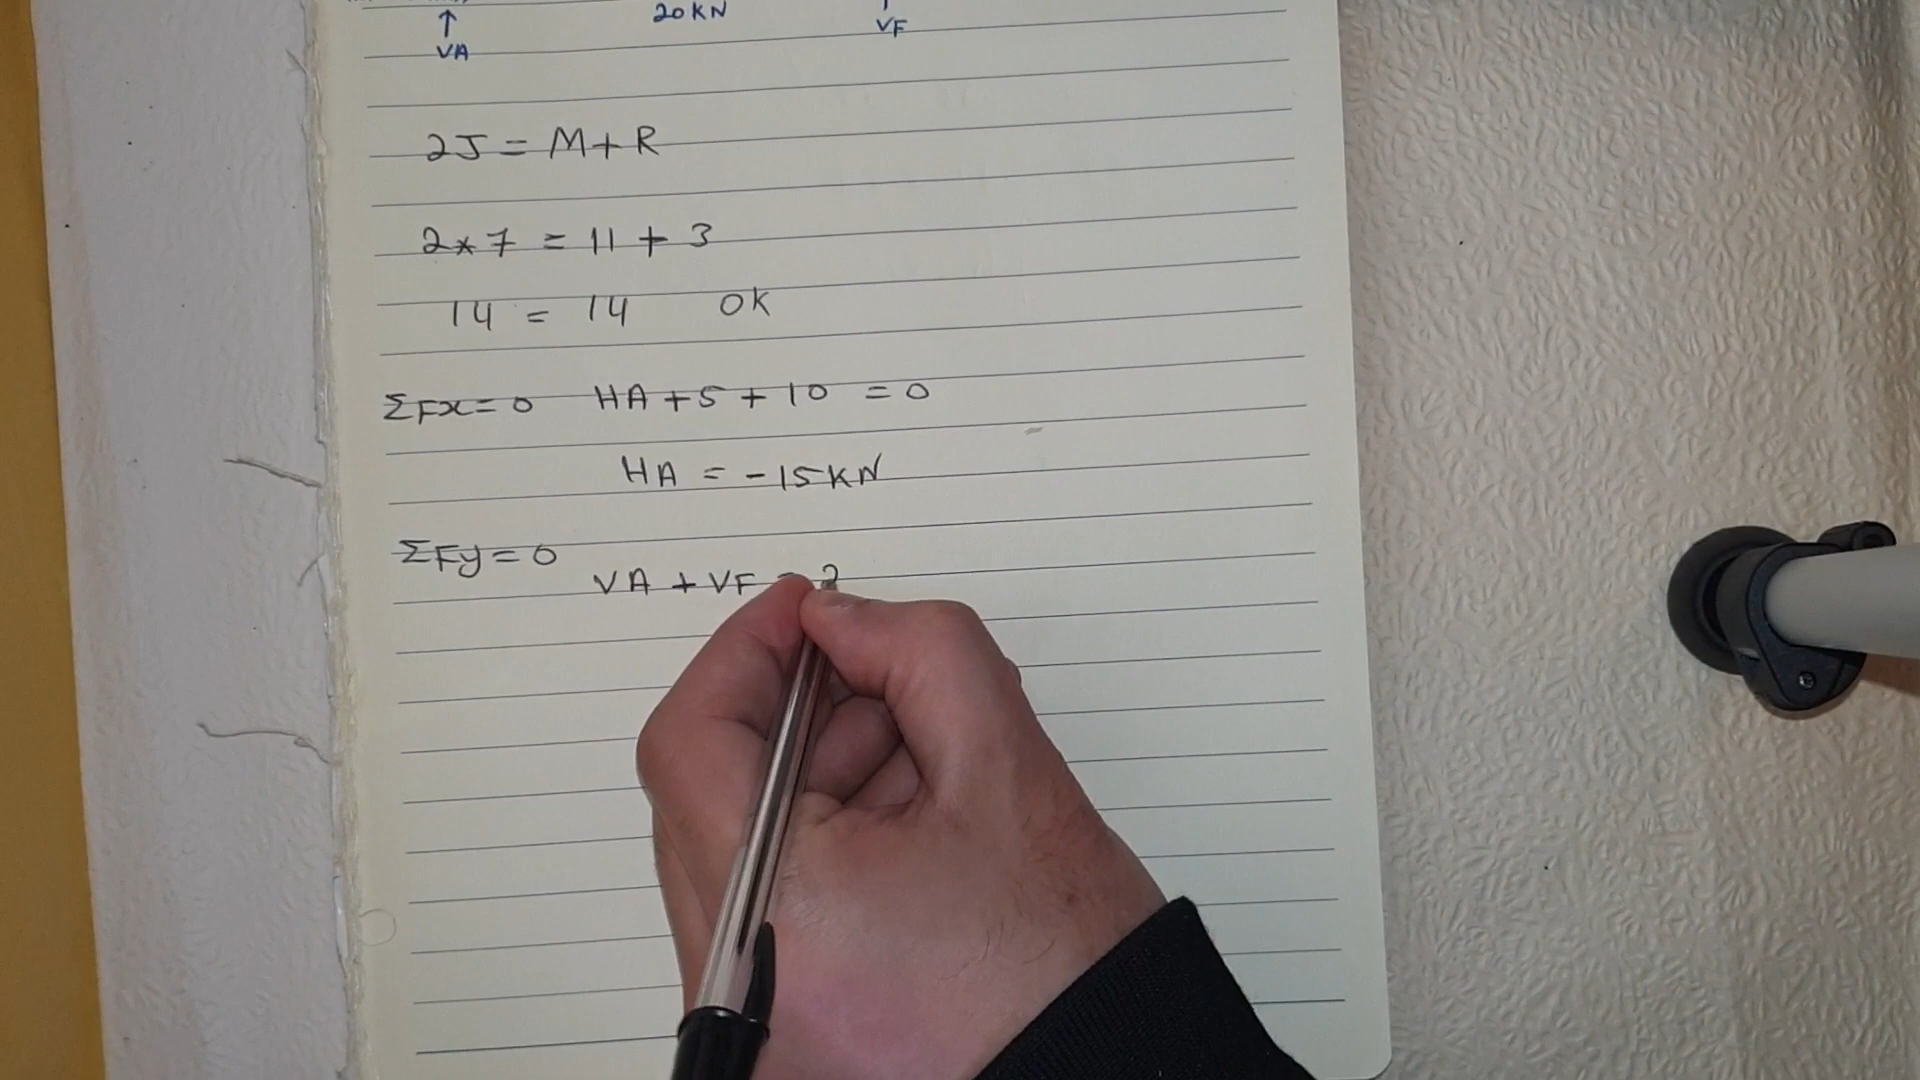 ↑ 20KN VF
VA
2J = M+R
2*7 = 11 + 3
14 = 14 OK
ΣFx=0 HA+5+10 =0
HA = -15KN
ΣFy=0 VA + VF = 2